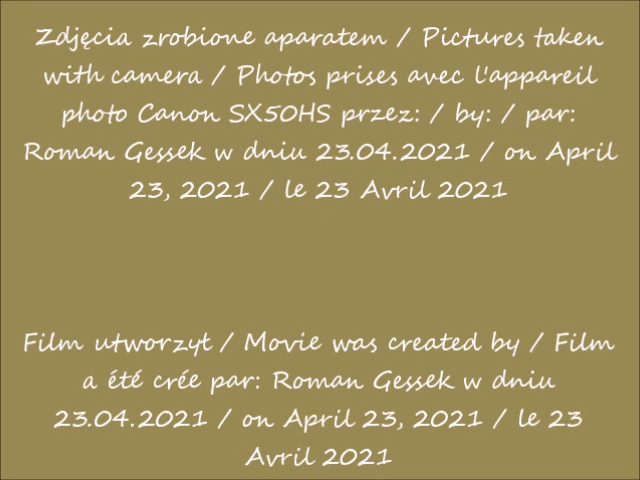 Zdjęcia zrobione aparatem / Pictures taken
with camera / Photos prises avec l'appareil
photo Canon SX50HS przez: / by: / par:
Roman Gessek w dniu 23.04.2021 / on April
23, 2021 / le 23 Avril 2021
Film utworzył / Movie was created by / Film
a été crée par: Roman Gessek w dniu
23.04.2021 / on April 23, 2021 / le 23
Avril 2021